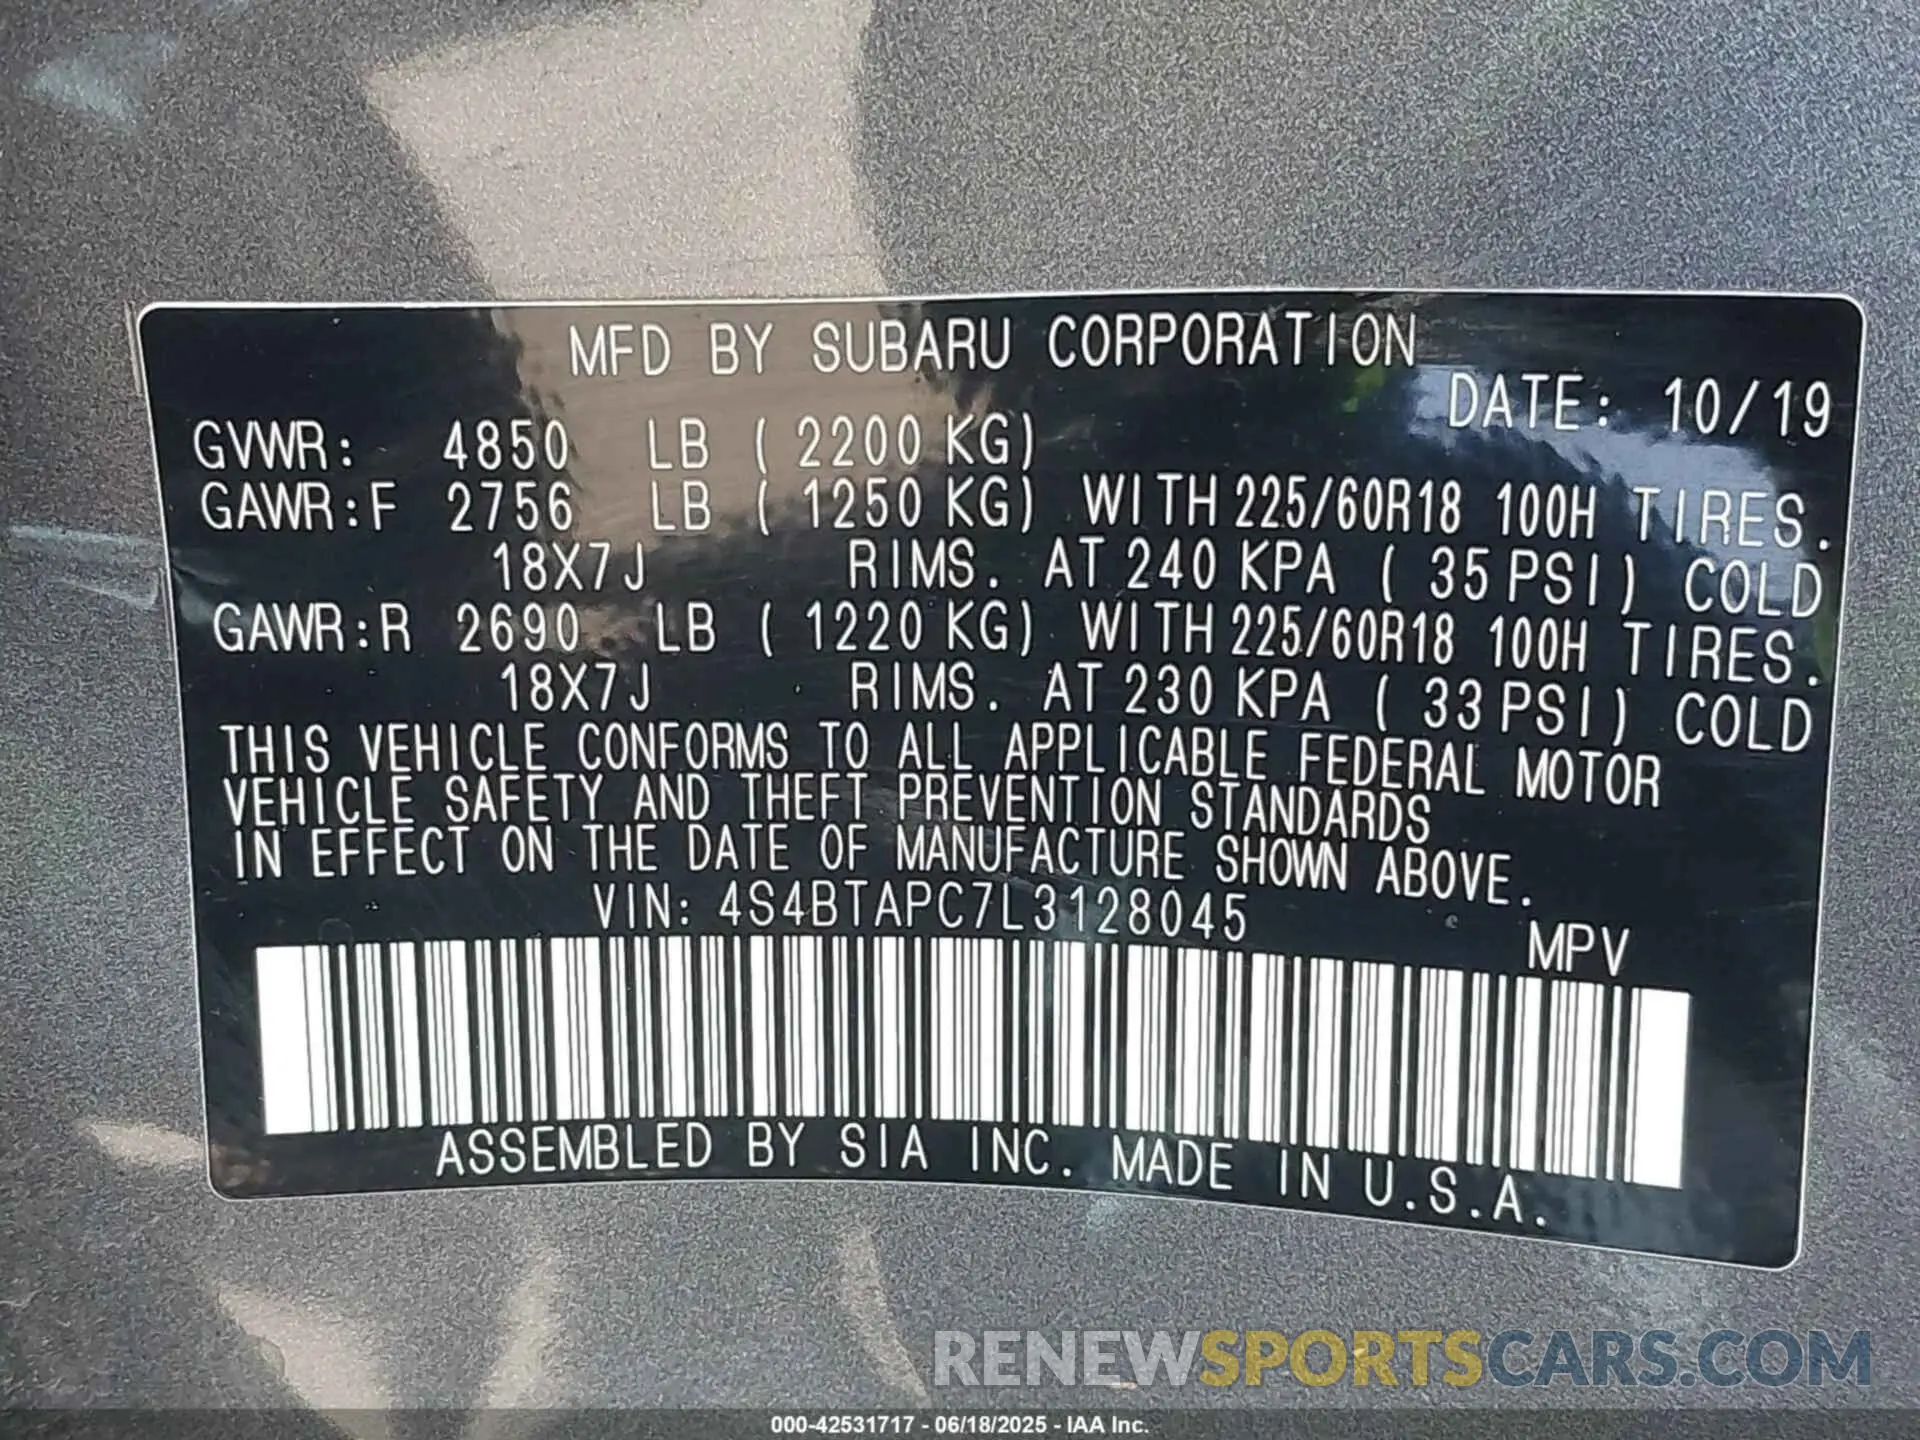 MFD BY SUBARU CORPORATION
DATE: 10/19
GVWR: 4850 LB ( 2200 KG)
GAWR:F 2756 LB ( 1250 KG) WITH 225/60R18 100H TIRES.
18X7J RIMS. AT 240 KPA ( 35 PSI) COLD
GAWR:R 2690 LB ( 1220 KG) WITH 225/60R18 100H TIRES.
18X7J RIMS. AT 230 KPA ( 33 PSI) COLD
THIS VEHICLE CONFORMS TO ALL APPLICABLE FEDERAL MOTOR
VEHICLE SAFETY AND THEFT PREVENTION STANDARDS
IN EFFECT ON THE DATE OF MANUFACTURE SHOWN ABOVE.
VIN: 4S4BTAPC7L3128045
MPV
ASSEMBLED BY SIA INC. MADE IN U.S.A.
RENEWSPORTSCARS.COM
000-42531717 - 06/18/2025 - IAA Inc.